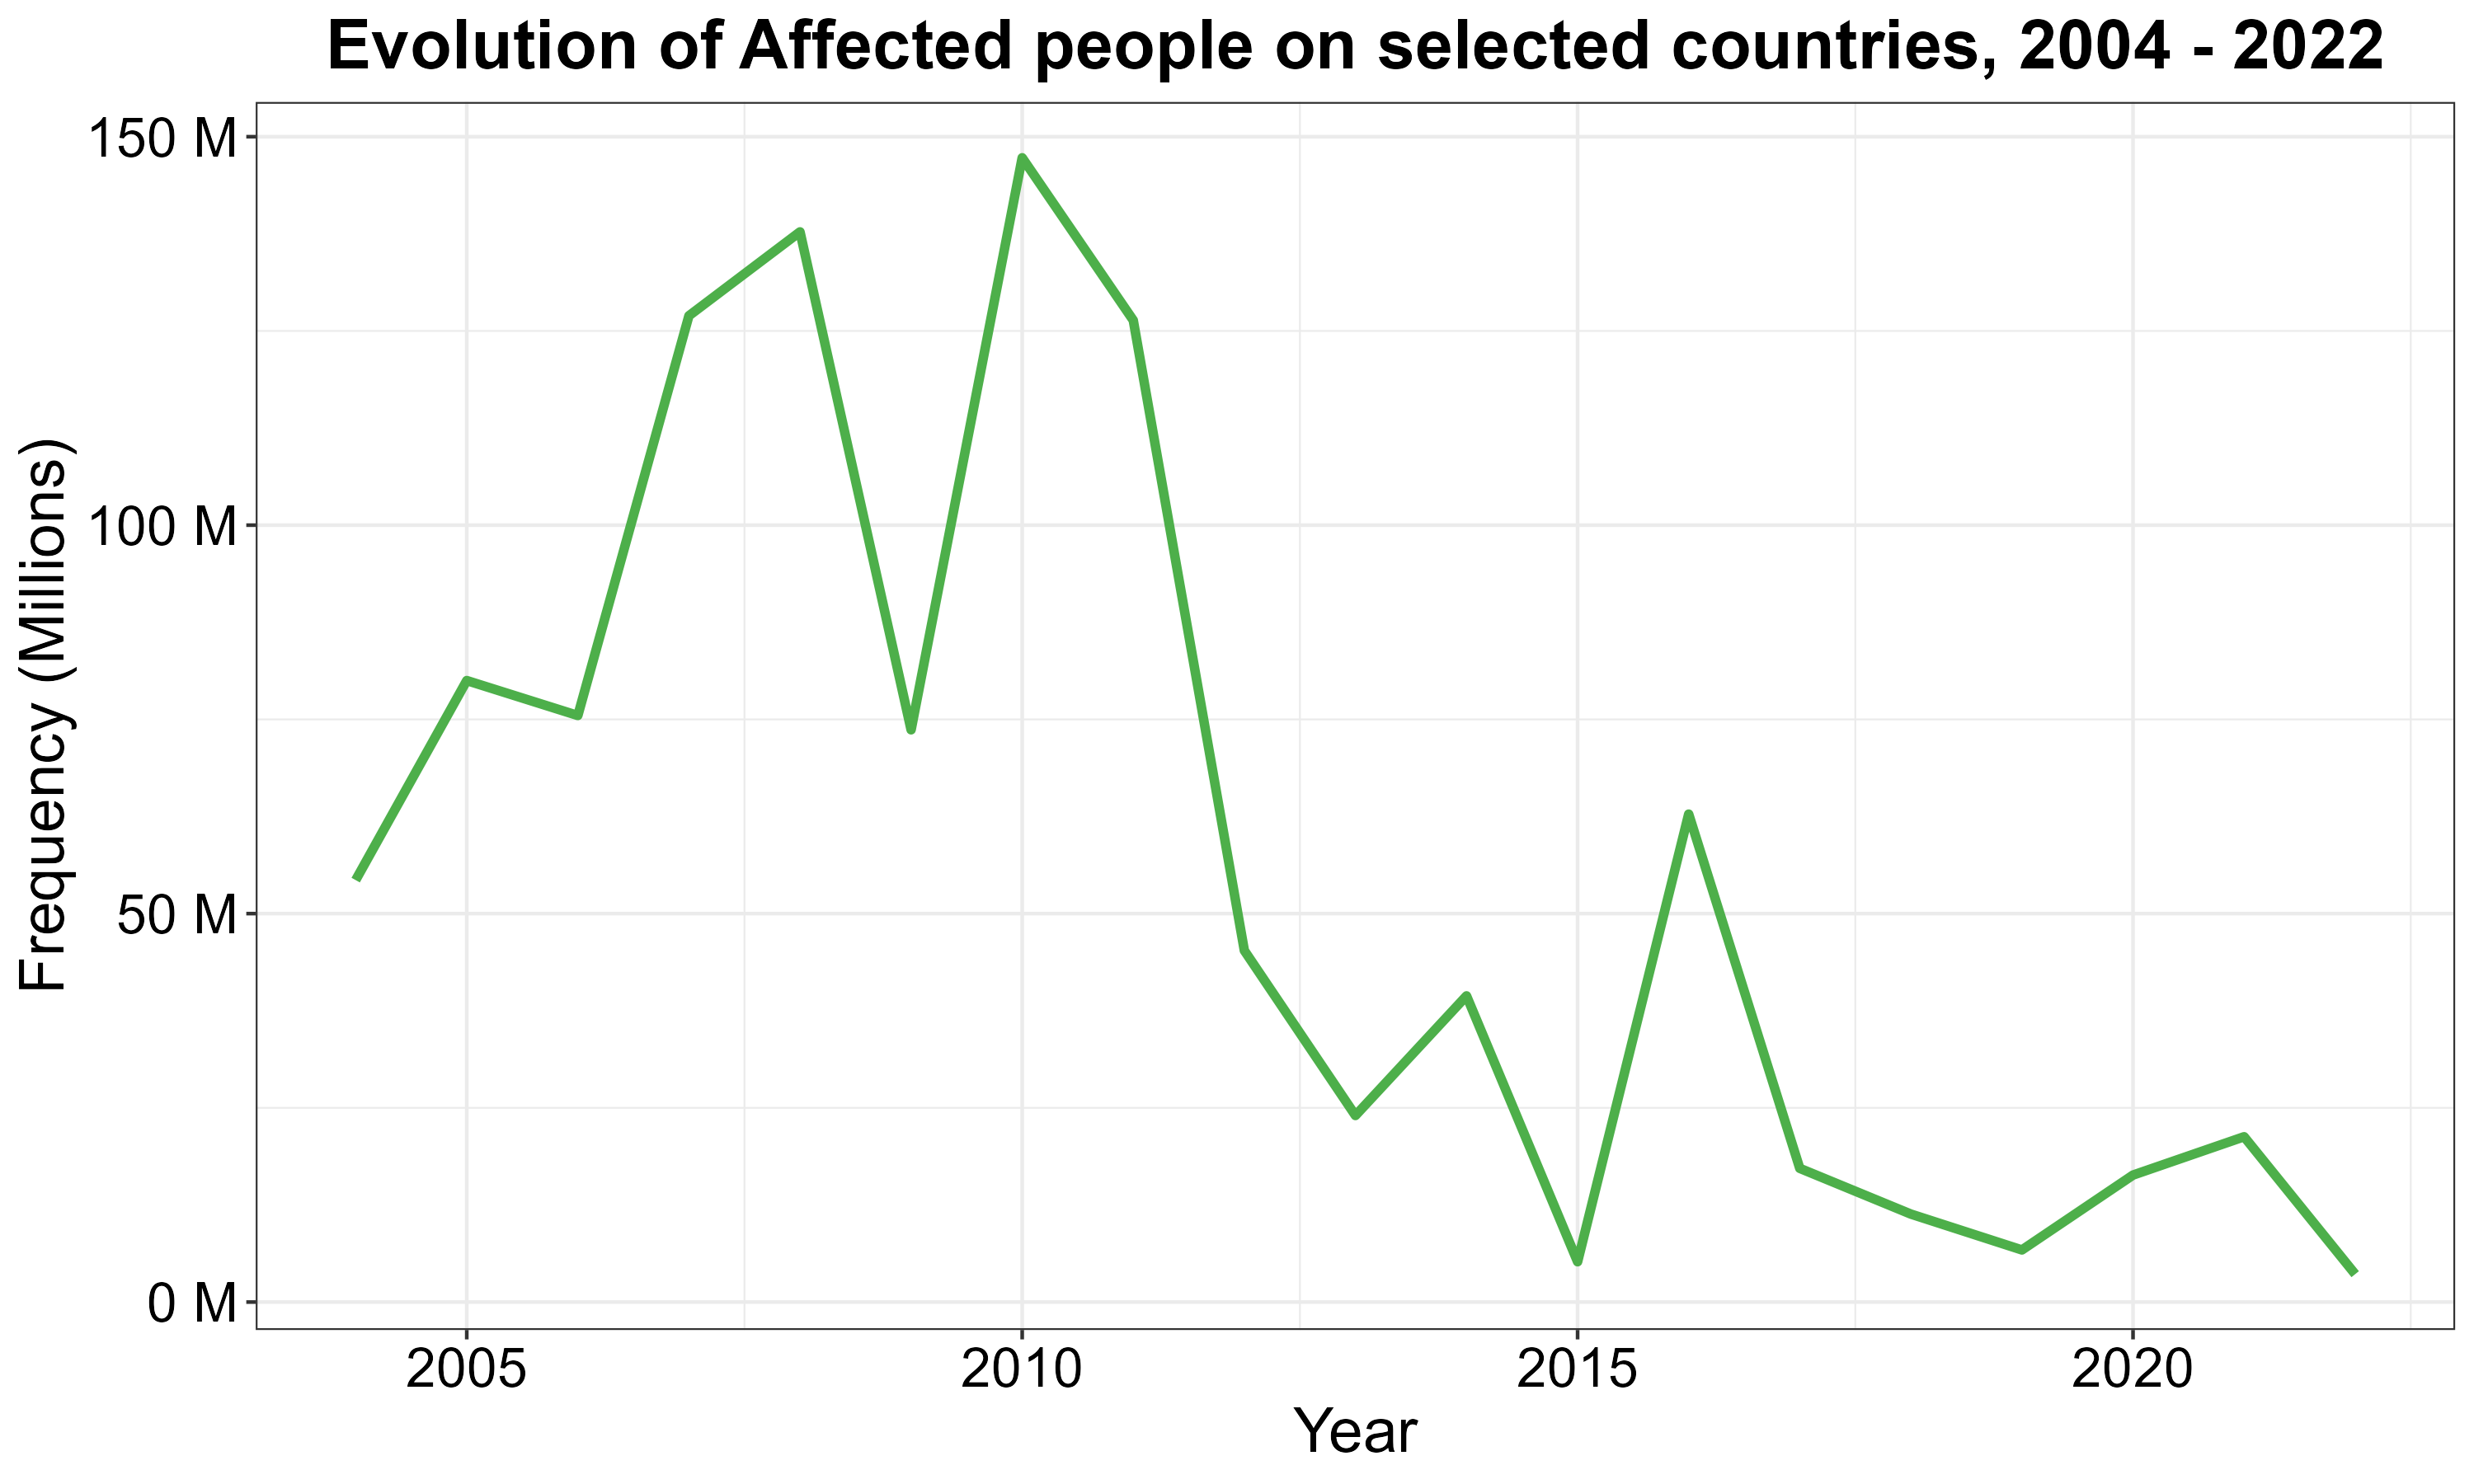 Evolution of Affected people on selected countries, 2004 - 2022
150 M
100 M
50 M
0 M
Frequency (Millions)
2005 2010 2015 2020
Year